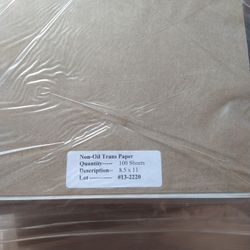 Non-Oil Trans Paper
Quantity----- 100 Sheets
Description-- 8.5 x 11
Lot ----------- #13-2220